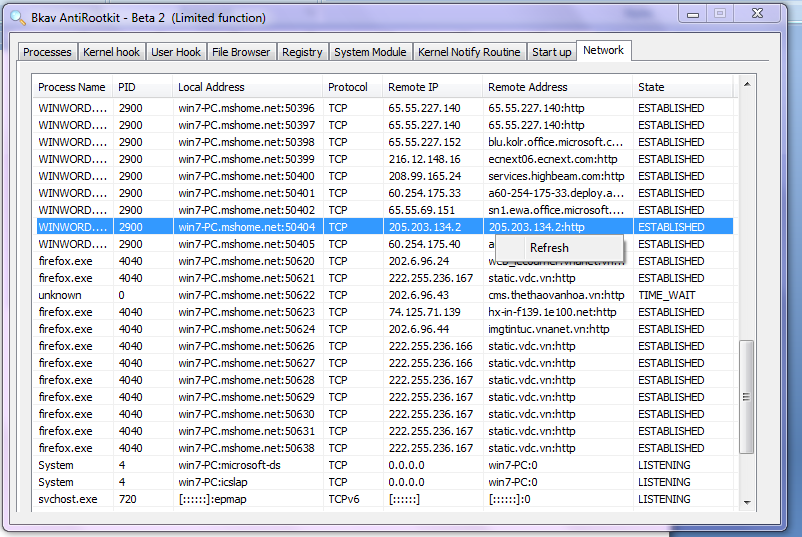 Bkav AntiRootkit - Beta 2 (Limited function)
Processes Kernel hook User Hook File Browser Registry System Module Kernel Notify Routine Start up Network
Process Name PID Local Address Protocol Remote IP Remote Address State
WINWORD.... 2900 win7-PC.mshome.net:50396 TCP 65.55.227.140 65.55.227.140:http ESTABLISHED
WINWORD.... 2900 win7-PC.mshome.net:50397 TCP 65.55.227.140 65.55.227.140:http ESTABLISHED
WINWORD.... 2900 win7-PC.mshome.net:50398 TCP 65.55.227.152 blu.kolr.office.microsoft.c... ESTABLISHED
WINWORD.... 2900 win7-PC.mshome.net:50399 TCP 216.12.148.16 ecnext06.ecnext.com:http ESTABLISHED
WINWORD.... 2900 win7-PC.mshome.net:50400 TCP 208.99.165.24 services.highbeam.com:http ESTABLISHED
WINWORD.... 2900 win7-PC.mshome.net:50401 TCP 60.254.175.33 a60-254-175-33.deploy.a... ESTABLISHED
WINWORD.... 2900 win7-PC.mshome.net:50402 TCP 65.55.69.151 sn1.ewa.office.microsoft.... ESTABLISHED
WINWORD.... 2900 win7-PC.mshome.net:50404 TCP 205.203.134.2 205.203.134.2:http ESTABLISHED
WINWORD.... 2900 win7-PC.mshome.net:50405 TCP 60.254.175.40 ESTABLISHED
Refresh
firefox.exe 4040 win7-PC.mshome.net:50620 TCP 202.6.96.24 ESTABLISHED
firefox.exe 4040 win7-PC.mshome.net:50621 TCP 222.255.236.167 static.vdc.vn:http ESTABLISHED
unknown 0 win7-PC.mshome.net:50622 TCP 202.6.96.43 cms.thethaovanhoa.vn:http TIME_WAIT
firefox.exe 4040 win7-PC.mshome.net:50623 TCP 74.125.71.139 hx-in-f139.1e100.net:http ESTABLISHED
firefox.exe 4040 win7-PC.mshome.net:50624 TCP 202.6.96.44 imgtintuc.vnanet.vn:http ESTABLISHED
firefox.exe 4040 win7-PC.mshome.net:50626 TCP 222.255.236.166 static.vdc.vn:http ESTABLISHED
firefox.exe 4040 win7-PC.mshome.net:50627 TCP 222.255.236.166 static.vdc.vn:http ESTABLISHED
firefox.exe 4040 win7-PC.mshome.net:50628 TCP 222.255.236.167 static.vdc.vn:http ESTABLISHED
firefox.exe 4040 win7-PC.mshome.net:50629 TCP 222.255.236.167 static.vdc.vn:http ESTABLISHED
firefox.exe 4040 win7-PC.mshome.net:50630 TCP 222.255.236.167 static.vdc.vn:http ESTABLISHED
firefox.exe 4040 win7-PC.mshome.net:50631 TCP 222.255.236.167 static.vdc.vn:http ESTABLISHED
firefox.exe 4040 win7-PC.mshome.net:50638 TCP 222.255.236.167 static.vdc.vn:http ESTABLISHED
System 4 win7-PC:microsoft-ds TCP 0.0.0.0 win7-PC:0 LISTENING
System 4 win7-PC:icslap TCP 0.0.0.0 win7-PC:0 LISTENING
svchost.exe 720 [::::::]:epmap TCPv6 [::::::] [::::::]:0 LISTENING